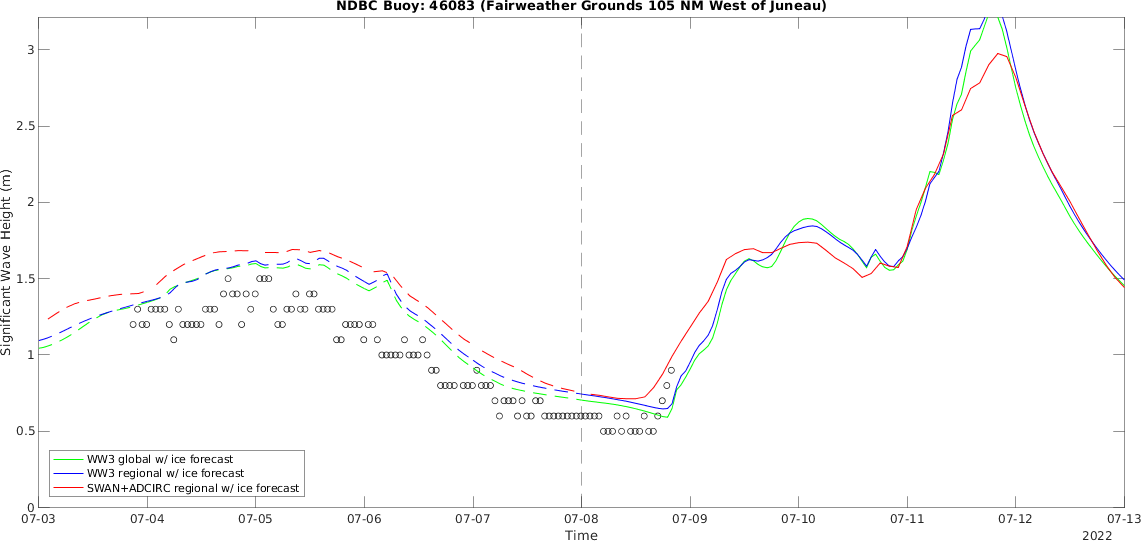 NDBC Buoy: 46083 (Fairweather Grounds 105 NM West of Juneau)
3
2.5
2
1.5
1
0.5
0
Significant Wave Height (m)
WW3 global w/ ice forecast
WW3 regional w/ ice forecast
SWAN+ADCIRC regional w/ ice forecast
07-03 07-04 07-05 07-06 07-07 07-08 07-09 07-10 07-11 07-12 07-13
Time
2022